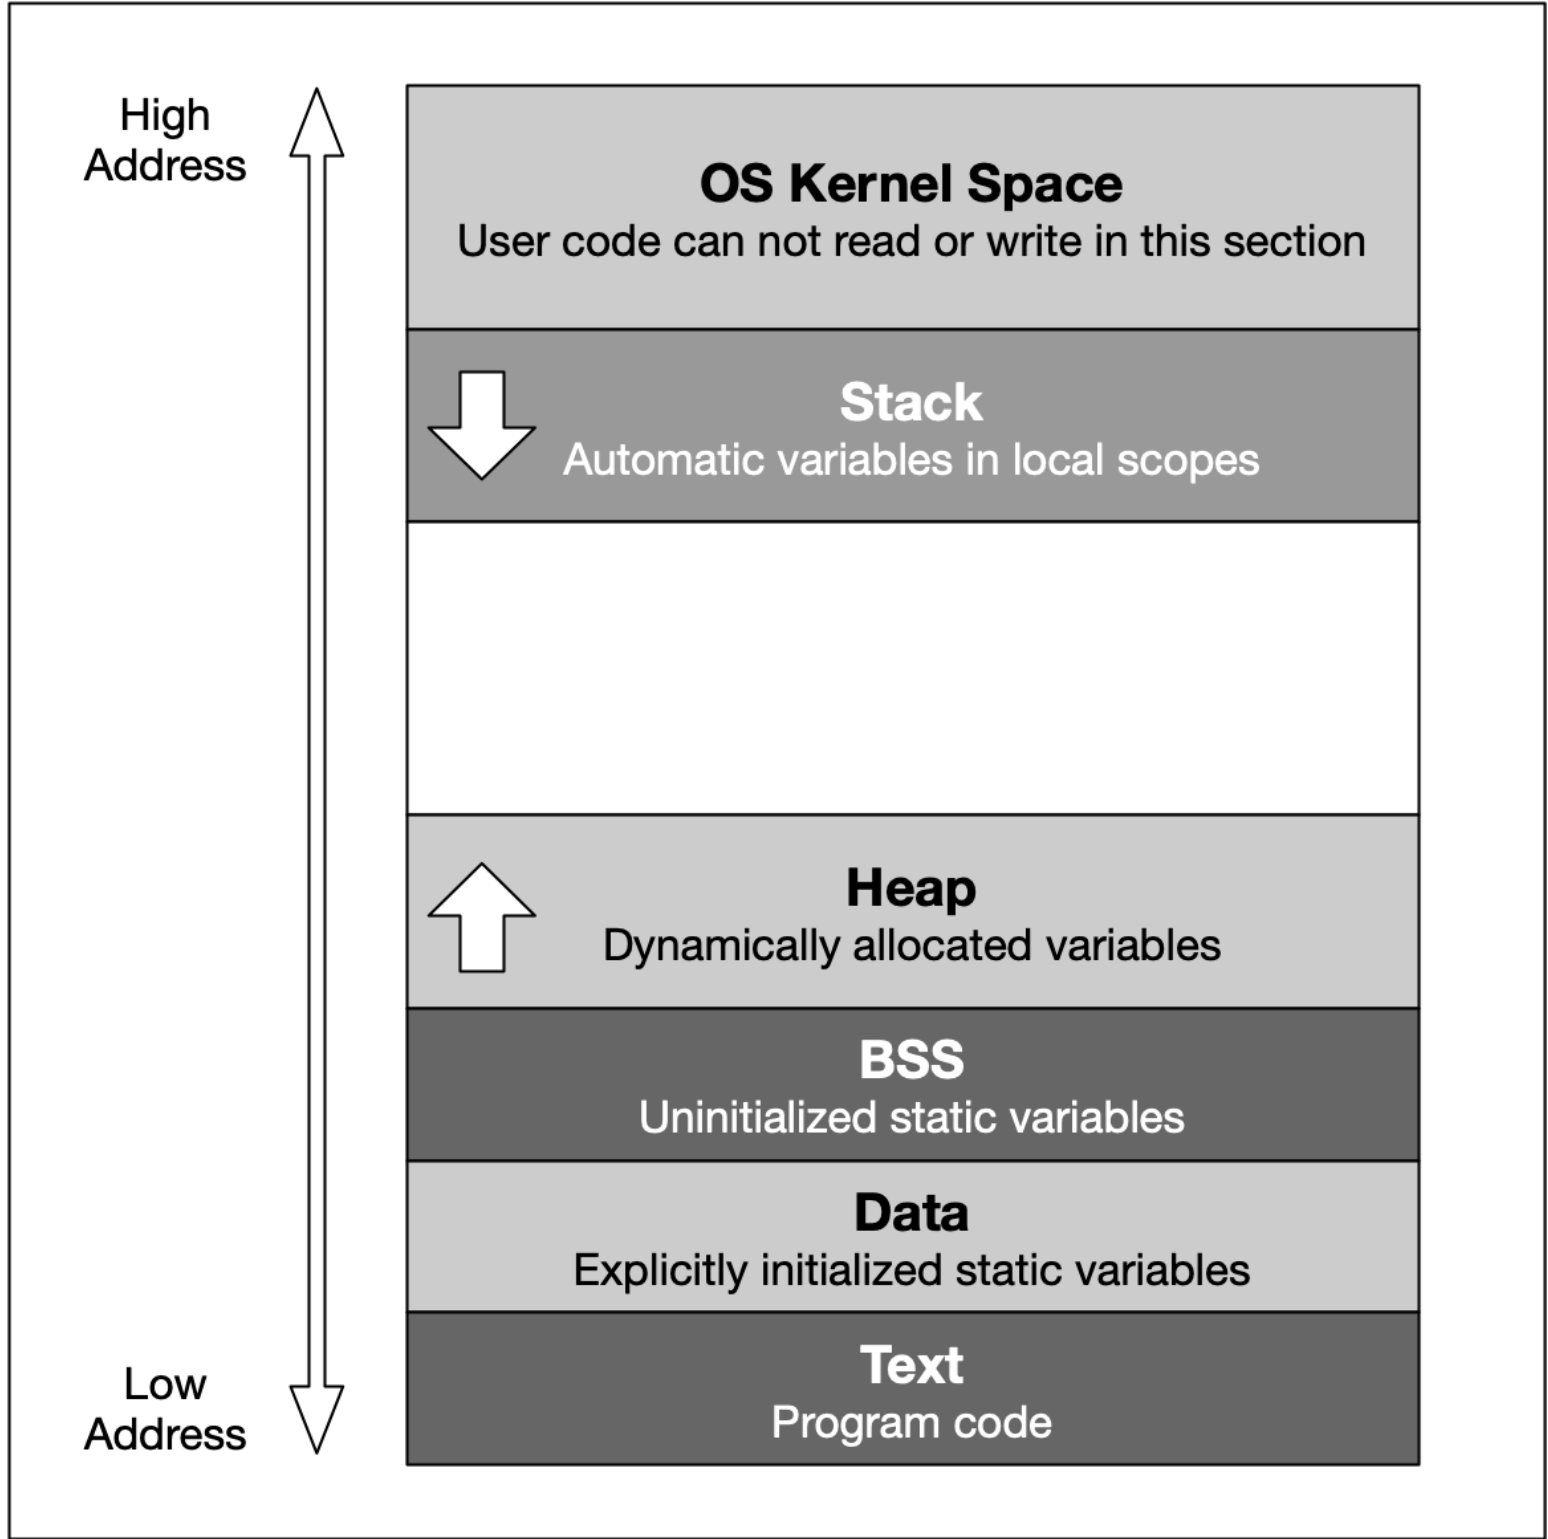 High
Address
OS Kernel Space
User code can not read or write in this section
Stack
Automatic variables in local scopes
Heap
Dynamically allocated variables
BSS
Uninitialized static variables
Data
Explicitly initialized static variables
Text
Program code
Low
Address